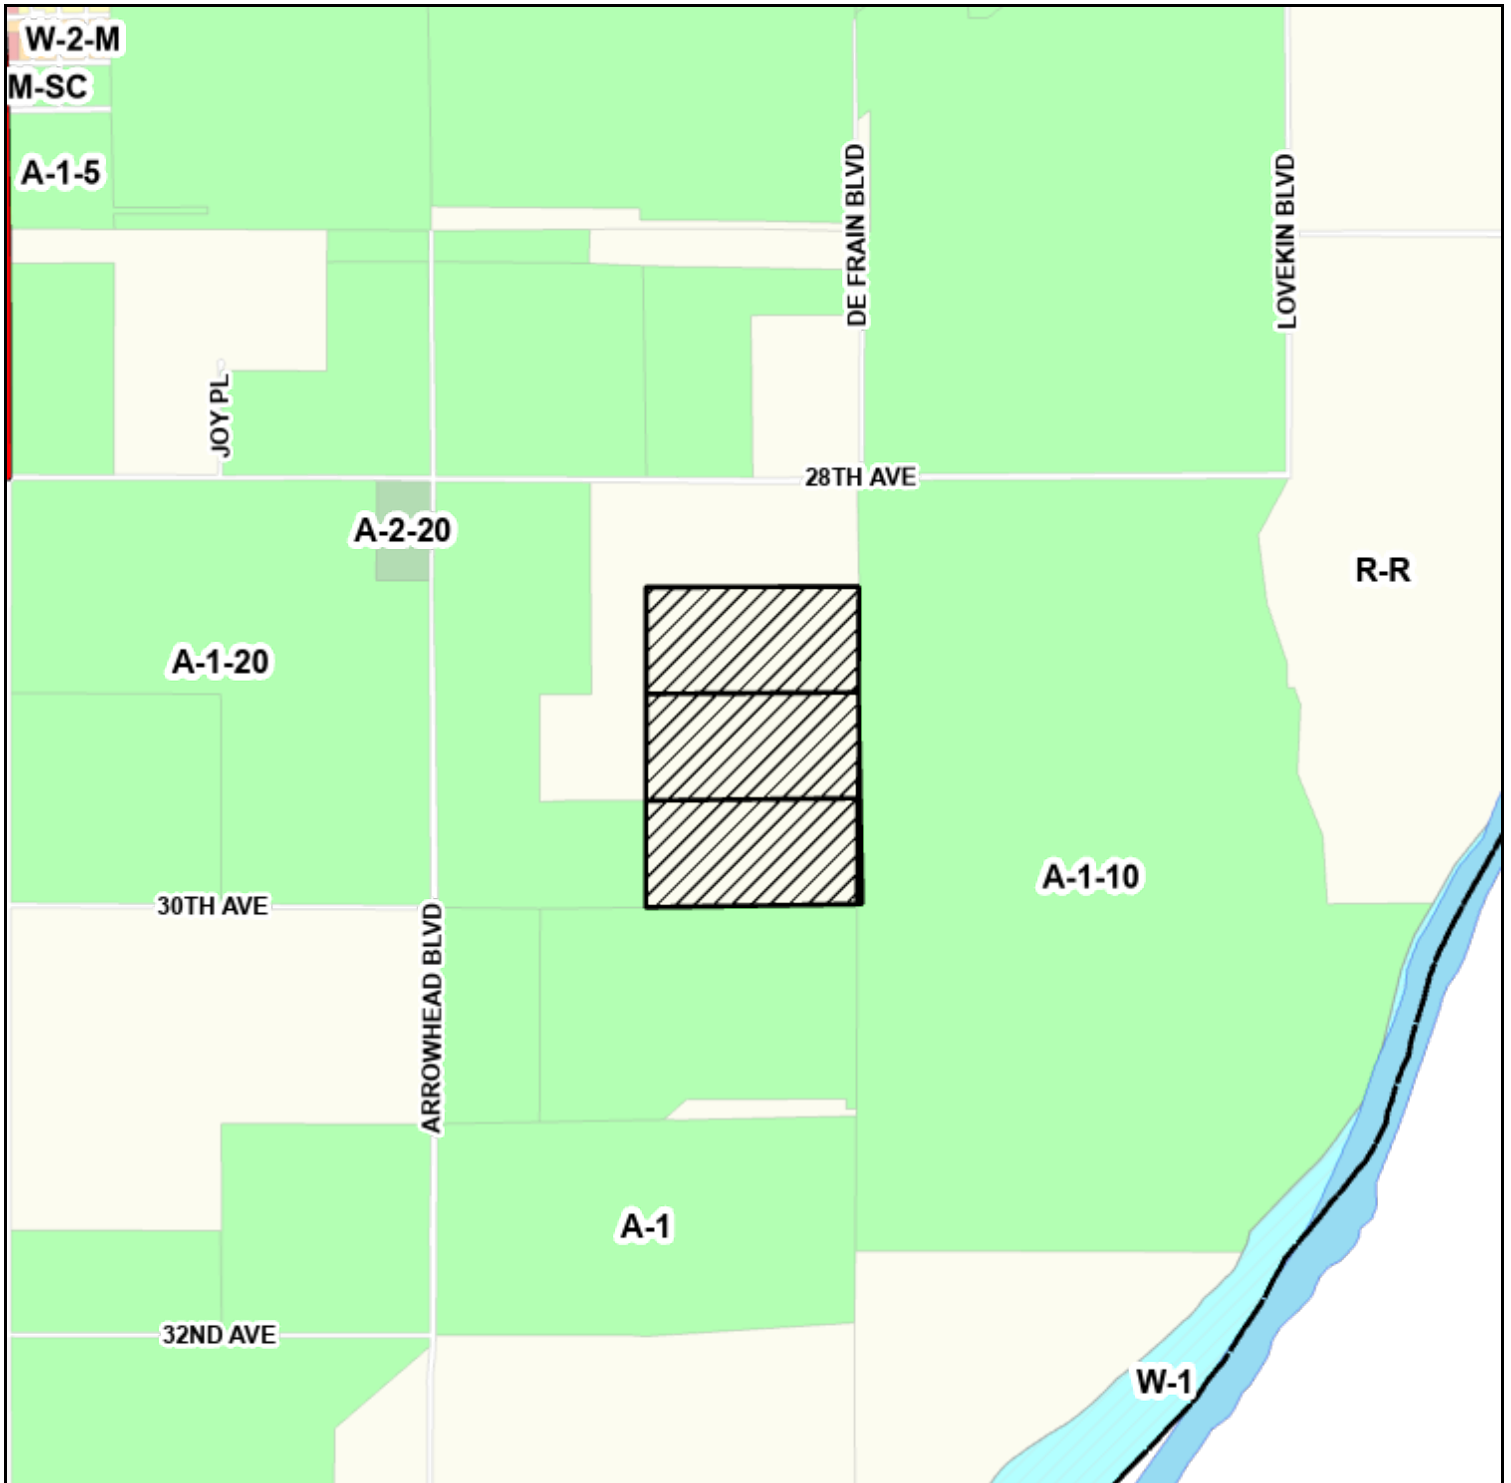 W-2-M
M-SC
A-1-5
DE FRAIN BLVD
LOVEKIN BLVD
JOY PL
28TH AVE
A-2-20
R-R
A-1-20
A-1-10
30TH AVE
ARROWHEAD BLVD
A-1
32ND AVE
W-1